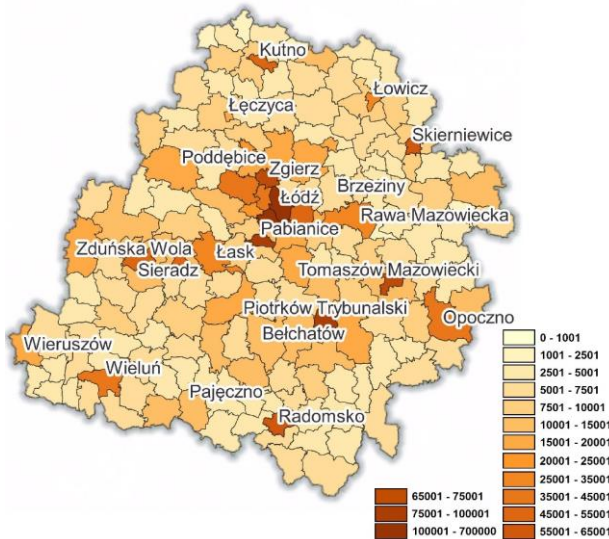 Kutno
Łowicz
Łęczyca
Skierniewice
Poddębice
Zgierz
Łódź
Brzeziny
Rawa Mazowiecka
Pabianice
Zduńska Wola
Łask
Sieradz
Tomaszów Mazowiecki
Piotrków Trybunalski
Opoczno
Bełchatów
Wieruszów
Wieluń
Pajęczno
Radomsko
0 - 1001
1001 - 2501
2501 - 5001
5001 - 7501
7501 - 10001
10001 - 15001
15001 - 20001
20001 - 25001
25001 - 35001
35001 - 45001
45001 - 55001
55001 - 65001
65001 - 75001
75001 - 100001
100001 - 700000